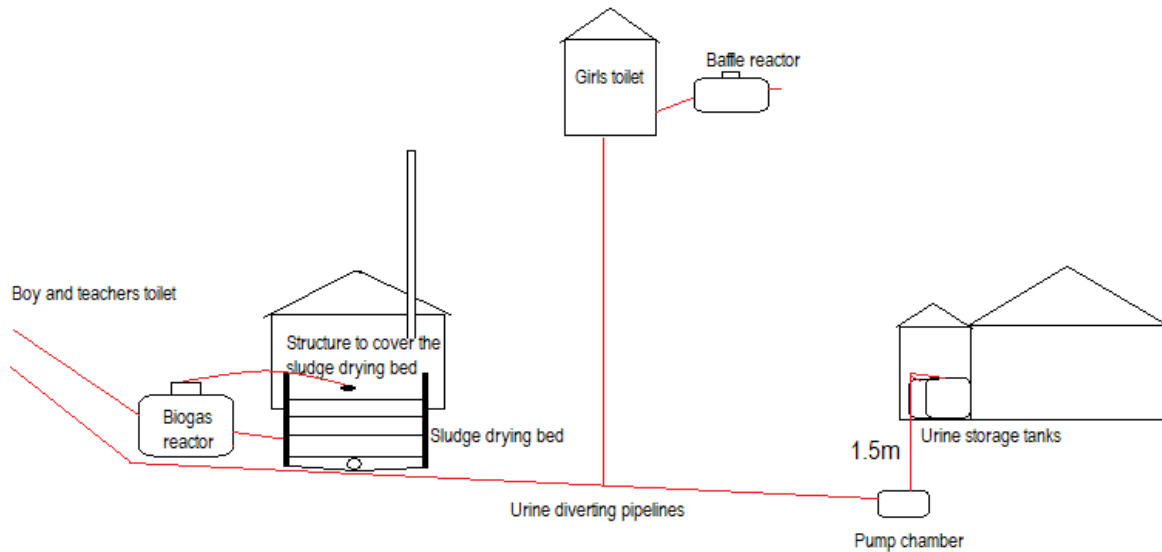 Girls toilet
Baffle reactor
Boy and teachers toilet
Structure to cover the
sludge drying bed
Biogas
reactor
Sludge drying bed
Urine storage tanks
1.5m
Urine diverting pipelines
Pump chamber